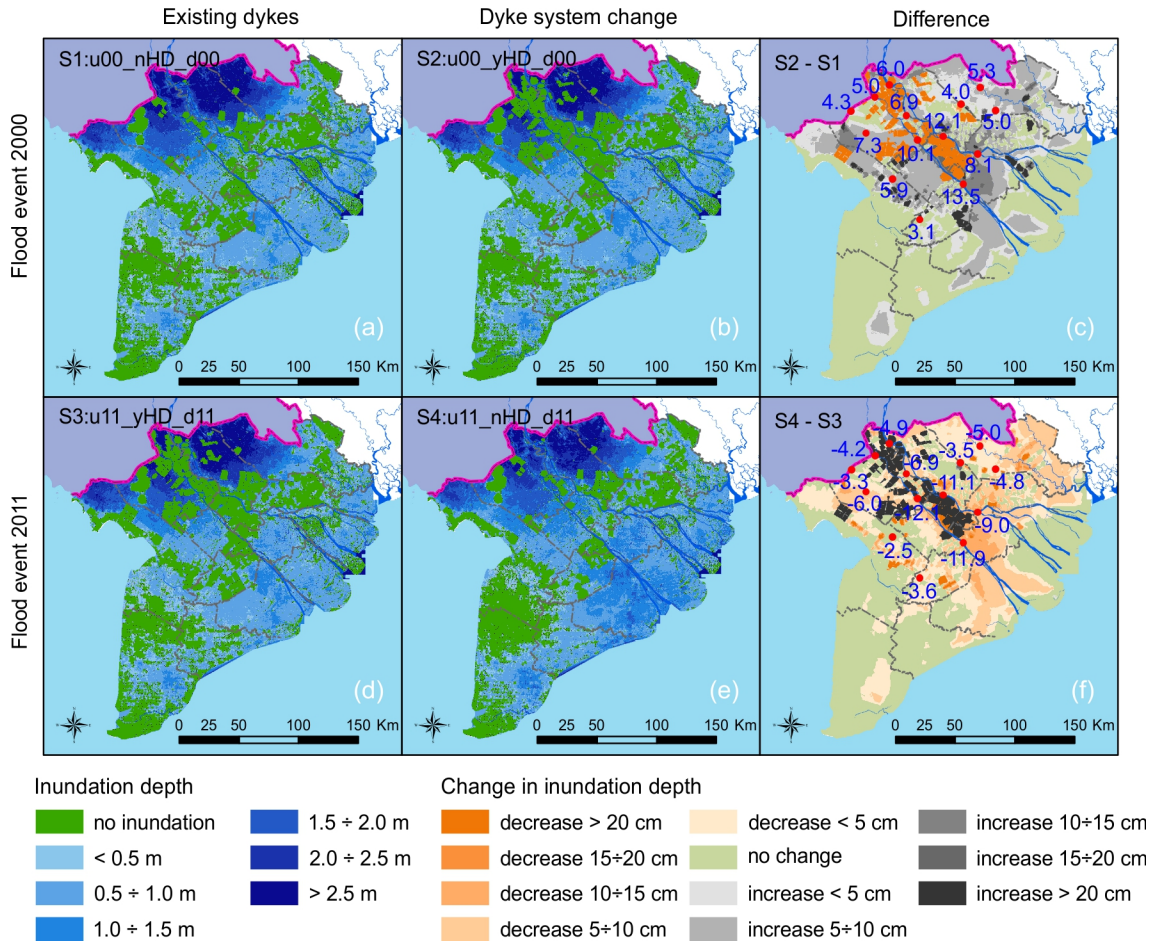 Existing dykes
Dyke system change
Difference
Flood event 2000
S1:u00_nHD_d00
(a)
0 25 50 100 150 Km
S2:u00_yHD_d00
(b)
0 25 50 100 150 Km
S2 - S1
6.0
5.3
5.0
4.0
4.3
6.9
12.1
5.0
7.3
10.1
8.1
5.9
13.5
3.1
(c)
0 25 50 100 150 Km
Flood event 2011
S3:u11_yHD_d11
(d)
0 25 50 100 150 Km
S4:u11_nHD_d11
(e)
0 25 50 100 150 Km
S4 - S3
-4.9
-5.0
-4.2
-3.5
-6.9
-3.3
-11.1
-4.8
-6.0
-12.1
-9.0
-2.5
-11.9
-3.6
(f)
0 25 50 100 150 Km
Inundation depth
no inundation
< 0.5 m
0.5 ÷ 1.0 m
1.0 ÷ 1.5 m
1.5 ÷ 2.0 m
2.0 ÷ 2.5 m
> 2.5 m
Change in inundation depth
decrease > 20 cm
decrease 15÷20 cm
decrease 10÷15 cm
decrease 5÷10 cm
decrease < 5 cm
no change
increase < 5 cm
increase 5÷10 cm
increase 10÷15 cm
increase 15÷20 cm
increase > 20 cm